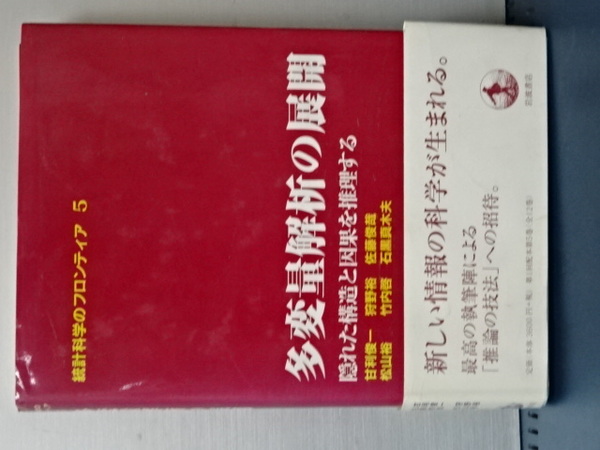 統計科学のフロンティア 5
多変量解析の展開
隠れた構造と因果を推理する
甘利俊一 狩野裕 佐藤俊哉
松山裕 竹内啓 石黒真木夫
新しい情報の科学が生まれる。
最高の執筆陣による
「推論の技法」への招待。
岩波書店